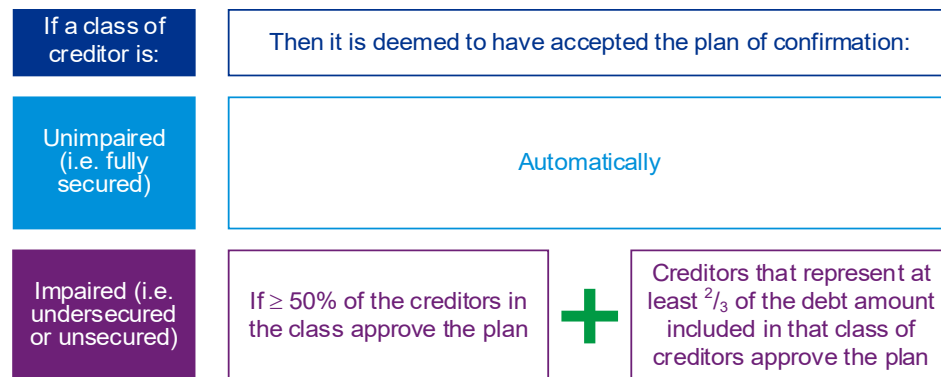 If a class of
creditor is:
Then it is deemed to have accepted the plan of confirmation:
Unimpaired
(i.e. fully
secured)
Automatically
Impaired (i.e.
undersecured
or unsecured)
If ≥ 50% of the creditors in
the class approve the plan
Creditors that represent at
least 2/3 of the debt amount
included in that class of
creditors approve the plan